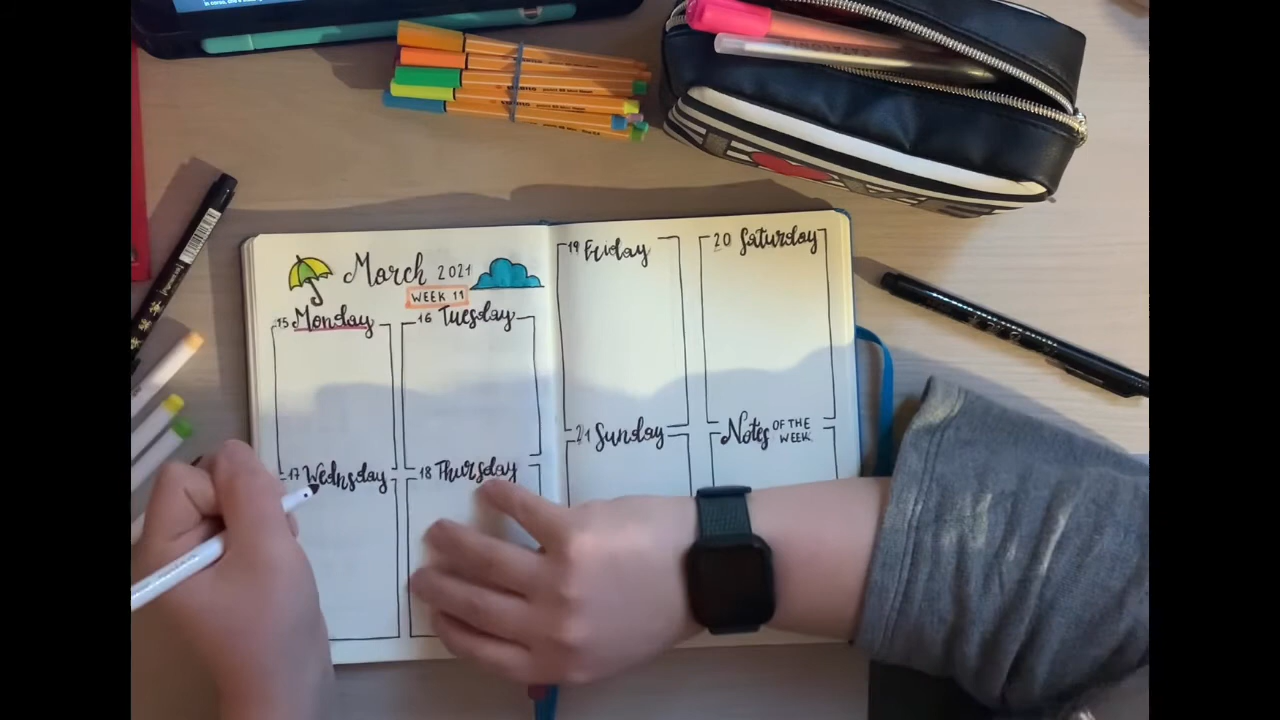 March 2021
WEEK 11
15 Monday
16 Tuesday
17 Wednsday
18 Thursday
19 Friday
20 Saturday
21 Sunday
Notes OF THE
WEEK